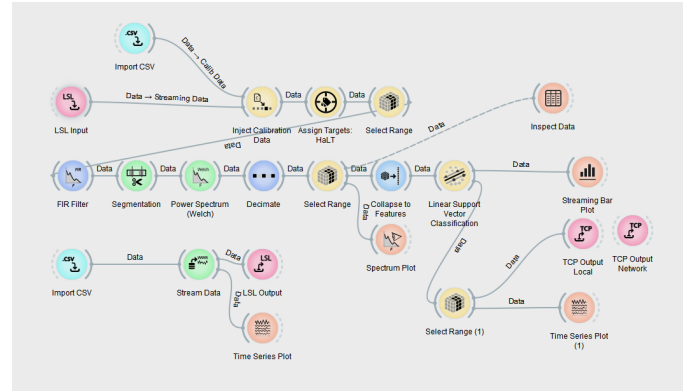 .csv
Import CSV
Data → Calib Data
LSL
LSL Input
Data → Streaming Data
Inject Calibration
Data
Data
Assign Targets:
HaLT
Data
Select Range
Data
Data
Inspect Data
FIR
FIR Filter
Data
Segmentation
Data
Welch
Power Spectrum
(Welch)
Data
Decimate
Data
Select Range
Data
Collapse to
Features
Data
Linear Support
Vector
Classification
Data
Streaming Bar
Plot
Data
Spectrum Plot
Data
.csv
Import CSV
Data
Stream Data
Data
LSL
LSL Output
Data
Time Series Plot
Select Range (1)
Data
TCP
TCP Output
Local
TCP
TCP Output
Network
Data
Time Series Plot
(1)